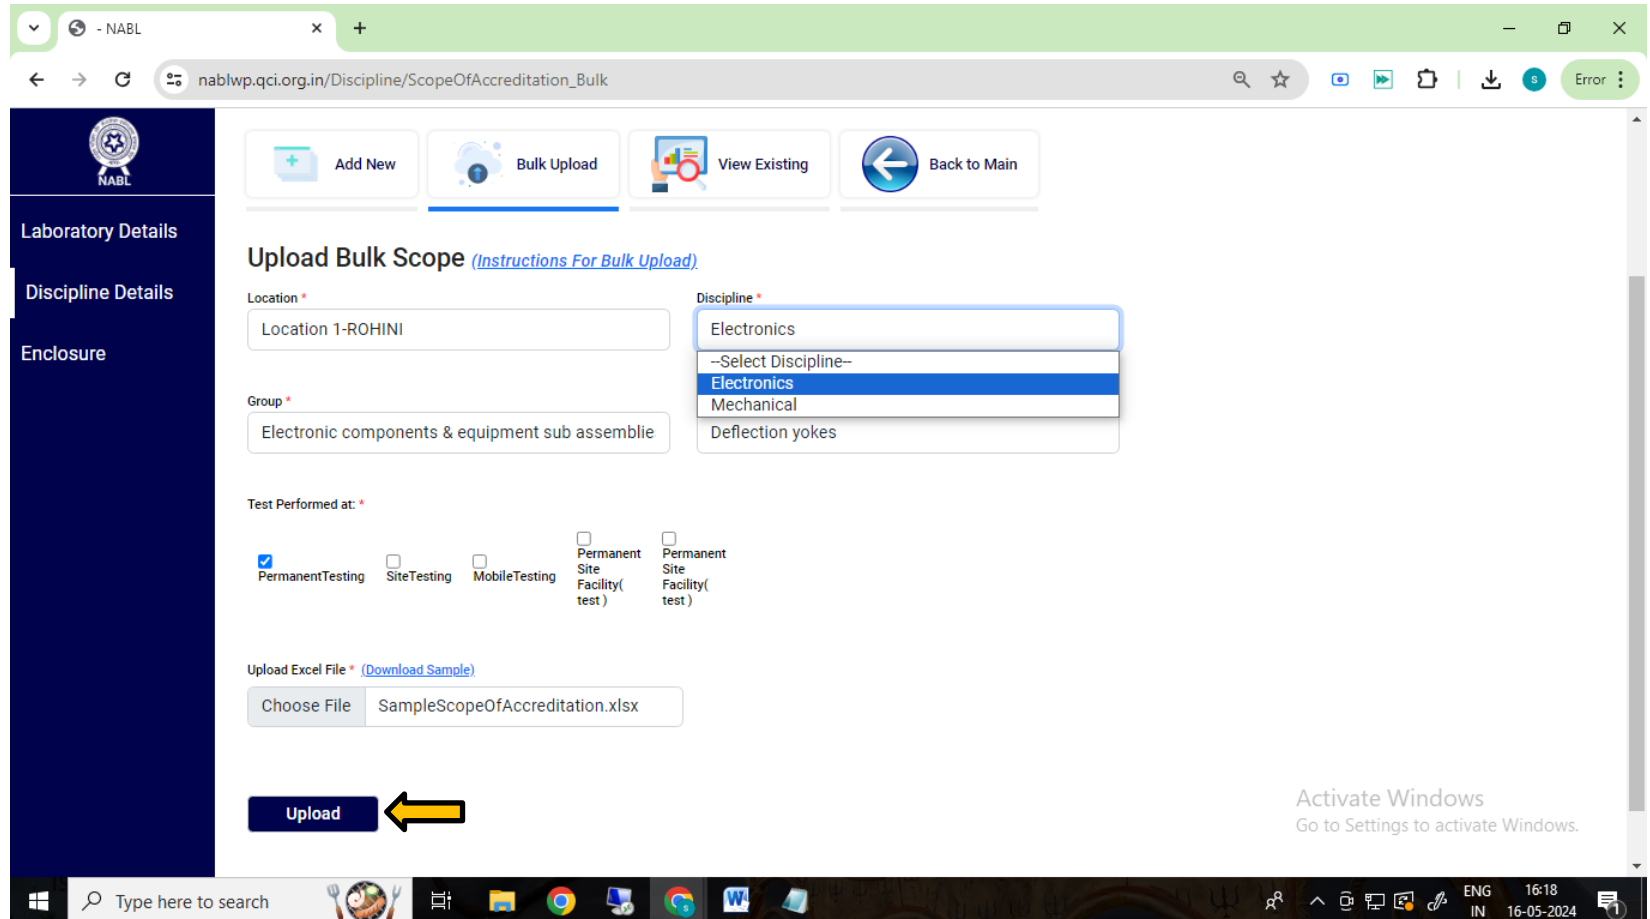 - NABL
nablwp.qci.org.in/Discipline/ScopeOfAccreditation_Bulk
Error
NABL
Add New
Bulk Upload
View Existing
Back to Main
Laboratory Details
Discipline Details
Enclosure
Upload Bulk Scope (Instructions For Bulk Upload)
Location *
Discipline *
Location 1-ROHINI
Electronics
--Select Discipline--
Electronics
Mechanical
Group *
Electronic components & equipment sub assemblie
Deflection yokes
Test Performed at: *
PermanentTesting
SiteTesting
MobileTesting
Permanent
Site
Facility(
test )
Permanent
Site
Facility(
test )
Upload Excel File * (Download Sample)
Choose File
SampleScopeOfAccreditation.xlsx
Upload
Activate Windows
Go to Settings to activate Windows.
Type here to search
ENG
IN
16:18
16-05-2024